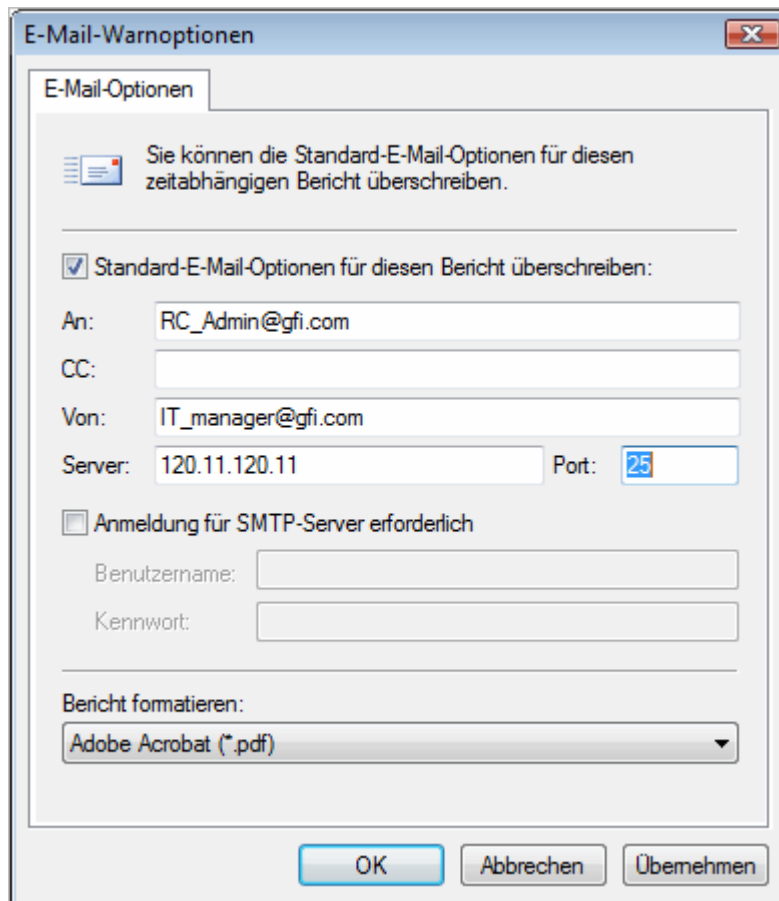 E-Mail-Warnoptionen
E-Mail-Optionen
Sie können die Standard-E-Mail-Optionen für diesen
zeitabhängigen Bericht überschreiben.
Standard-E-Mail-Optionen für diesen Bericht überschreiben:
An: RC_Admin@gfi.com
CC:
Von: IT_manager@gfi.com
Server: 120.11.120.11 Port: 25
Anmeldung für SMTP-Server erforderlich
Benutzername:
Kennwort:
Bericht formatieren:
Adobe Acrobat (*.pdf)
OK Abbrechen Übernehmen